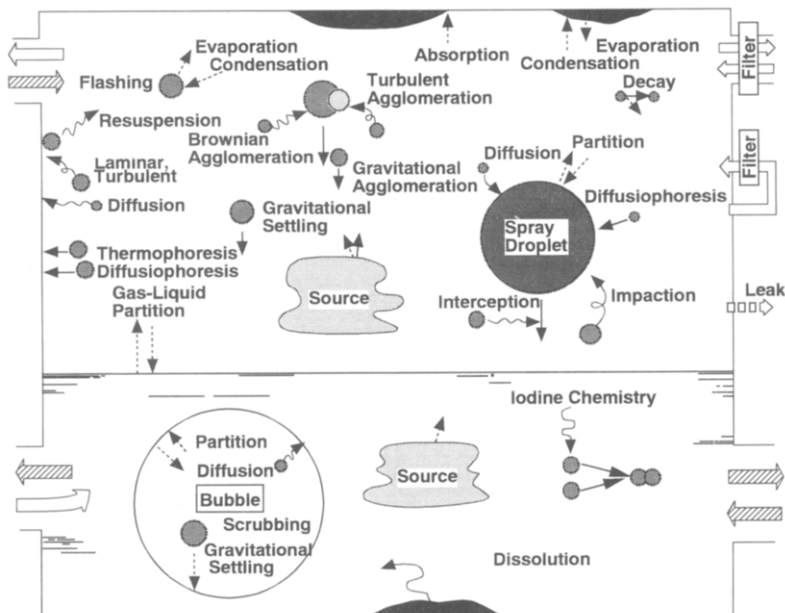 Evaporation
Condensation
Flashing
Absorption
Evaporation
Condensation
Decay
Filter
Turbulent
Agglomeration
Resuspension
Brownian
Agglomeration
Laminar,
Turbulent
Gravitational
Agglomeration
Diffusion
Partition
Filter
Diffusiophoresis
Diffusion
Gravitational
Settling
Spray
Droplet
Thermophoresis
Diffusiophoresis
Gas-Liquid
Partition
Source
Interception
Impaction
Leak
Iodine Chemistry
Partition
Diffusion
Bubble
Scrubbing
Gravitational
Settling
Source
Dissolution